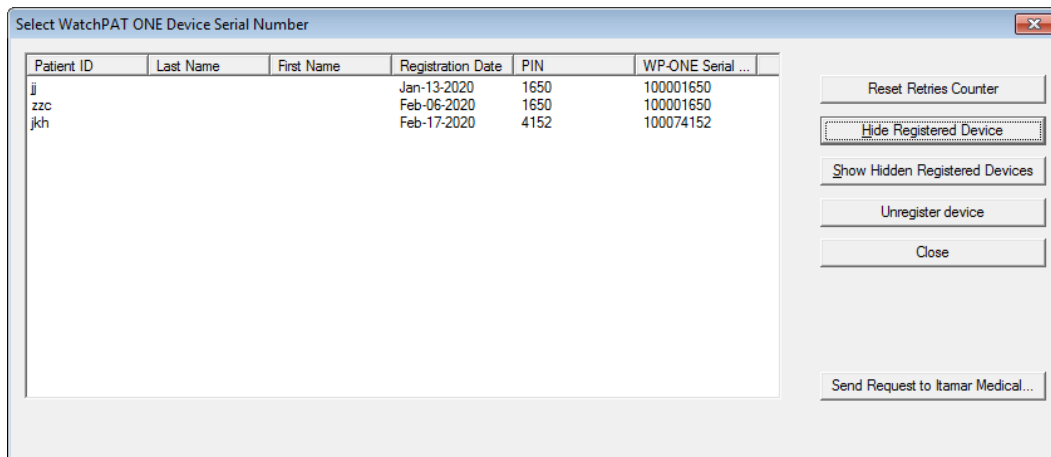 Select WatchPAT ONE Device Serial Number
Patient ID Last Name First Name Registration Date PIN WP-ONE Serial ...
jj Jan-13-2020 1650 100001650
zzc Feb-06-2020 1650 100001650
jkh Feb-17-2020 4152 100074152
Reset Retries Counter
Hide Registered Device
Show Hidden Registered Devices
Unregister device
Close
Send Request to Itamar Medical...